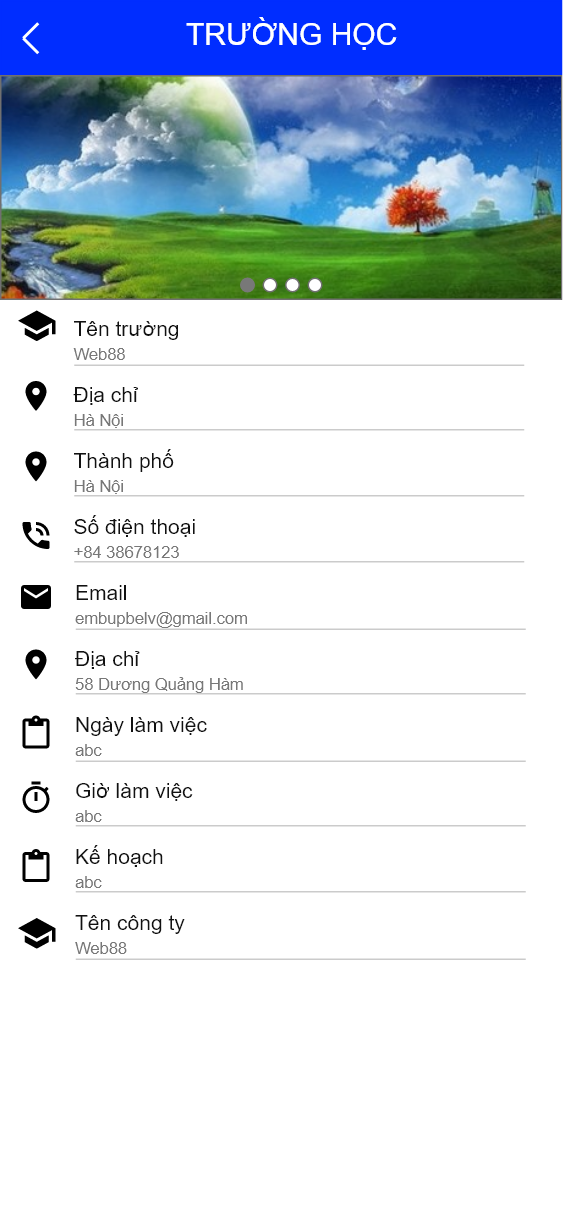 TRƯỜNG HỌC
Tên trường
Web88
Địa chỉ
Hà Nội
Thành phố
Hà Nội
Số điện thoại
+84 38678123
Email
embupbelv@gmail.com
Địa chỉ
58 Dương Quảng Hàm
Ngày làm việc
abc
Giờ làm việc
abc
Kế hoạch
abc
Tên công ty
Web88